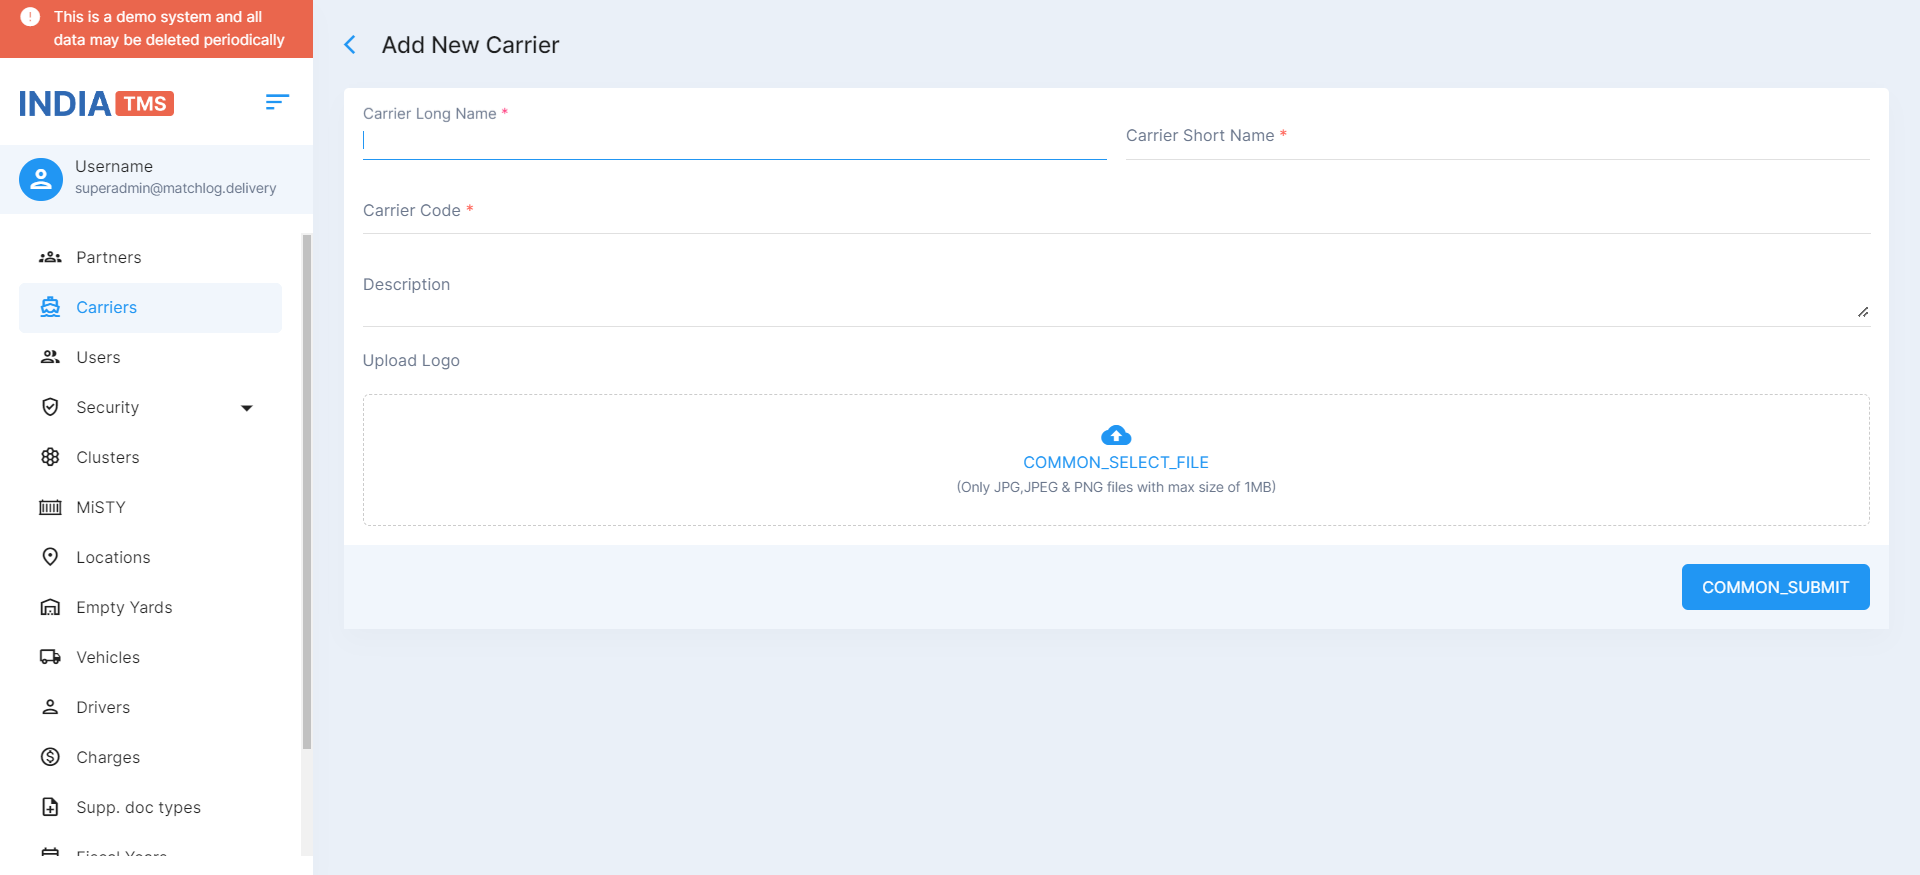 This is a demo system and all
data may be deleted periodically
INDIA TMS
Username
superadmin@matchlog.delivery
Partners
Carriers
Users
Security
Clusters
MiSTY
Locations
Empty Yards
Vehicles
Drivers
Charges
Supp. doc types
Fiscal Years
Add New Carrier
Carrier Long Name *
Carrier Short Name *
Carrier Code *
Description
Upload Logo
COMMON_SELECT_FILE
(Only JPG,JPEG & PNG files with max size of 1MB)
COMMON_SUBMIT